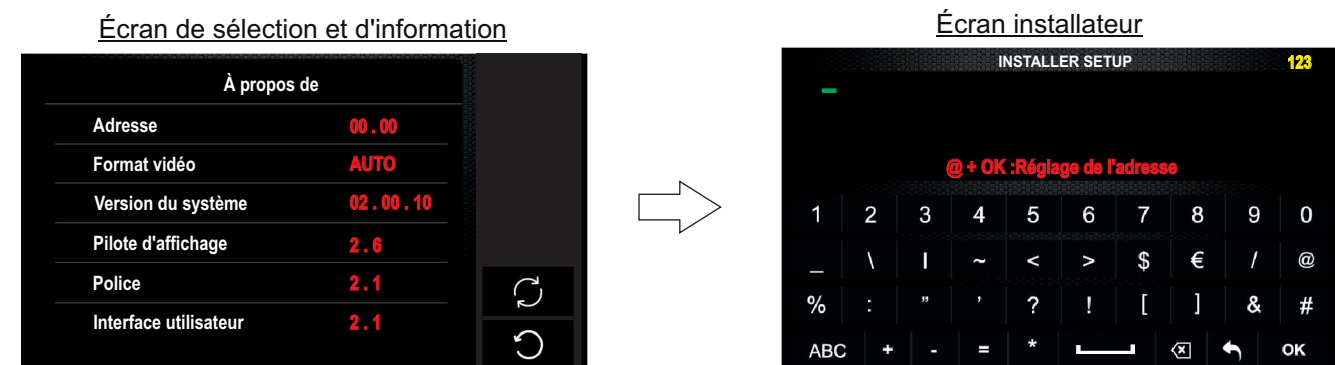 Écran de sélection et d'information
À propos de
Adresse 00 . 00
Format vidéo AUTO
Version du système 02 . 00 . 10
Pilote d'affichage 2 . 6
Police 2 . 1
Interface utilisateur 2 . 1
Écran installateur
INSTALLER SETUP 123
_
@ + OK :Réglage de l'adresse
1 2 3 4 5 6 7 8 9 0
_ \ | ~ < > $ € / @
% : " ' ? ! [ ] & #
ABC + - = * OK